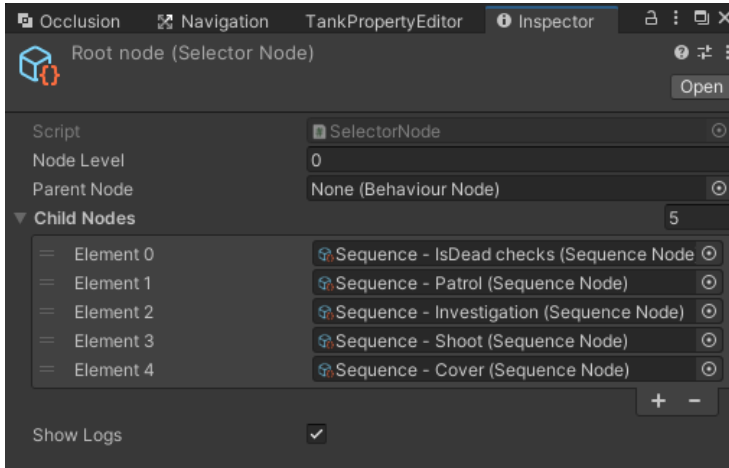 Occlusion Navigation TankPropertyEditor Inspector
Root node (Selector Node)
Open
Script SelectorNode
Node Level 0
Parent Node None (Behaviour Node)
Child Nodes 5
Element 0 Sequence - IsDead checks (Sequence Node
Element 1 Sequence - Patrol (Sequence Node)
Element 2 Sequence - Investigation (Sequence Node)
Element 3 Sequence - Shoot (Sequence Node)
Element 4 Sequence - Cover (Sequence Node)
+ -
Show Logs